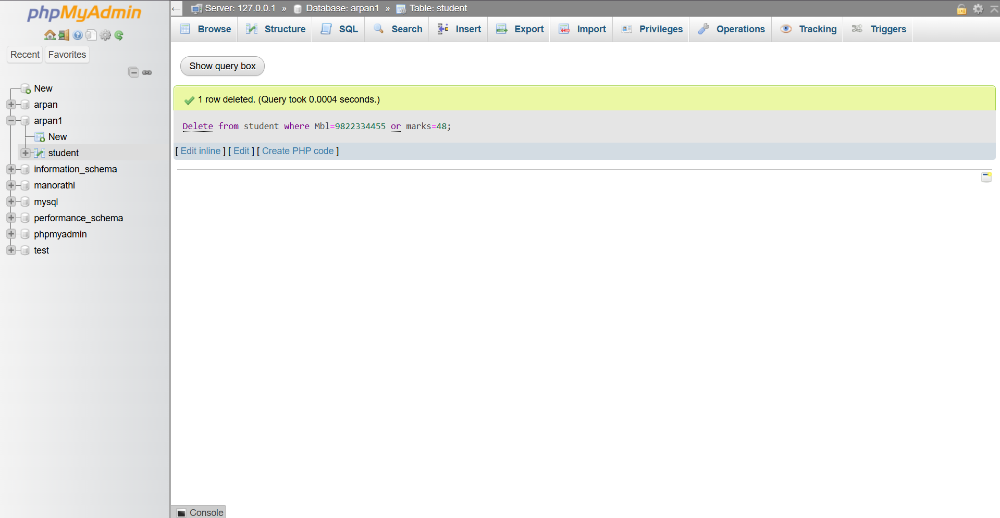 phpMyAdmin
Recent Favorites
New
arpan
arpan1
New
student
information_schema
manorathi
mysql
performance_schema
phpmyadmin
test
← Server: 127.0.0.1 » Database: arpan1 » Table: student
Browse Structure SQL Search Insert Export Import Privileges Operations Tracking Triggers
Show query box
1 row deleted. (Query took 0.0004 seconds.)
Delete from student where Mbl=9822334455 or marks=48;
[ Edit inline ] [ Edit ] [ Create PHP code ]
Console